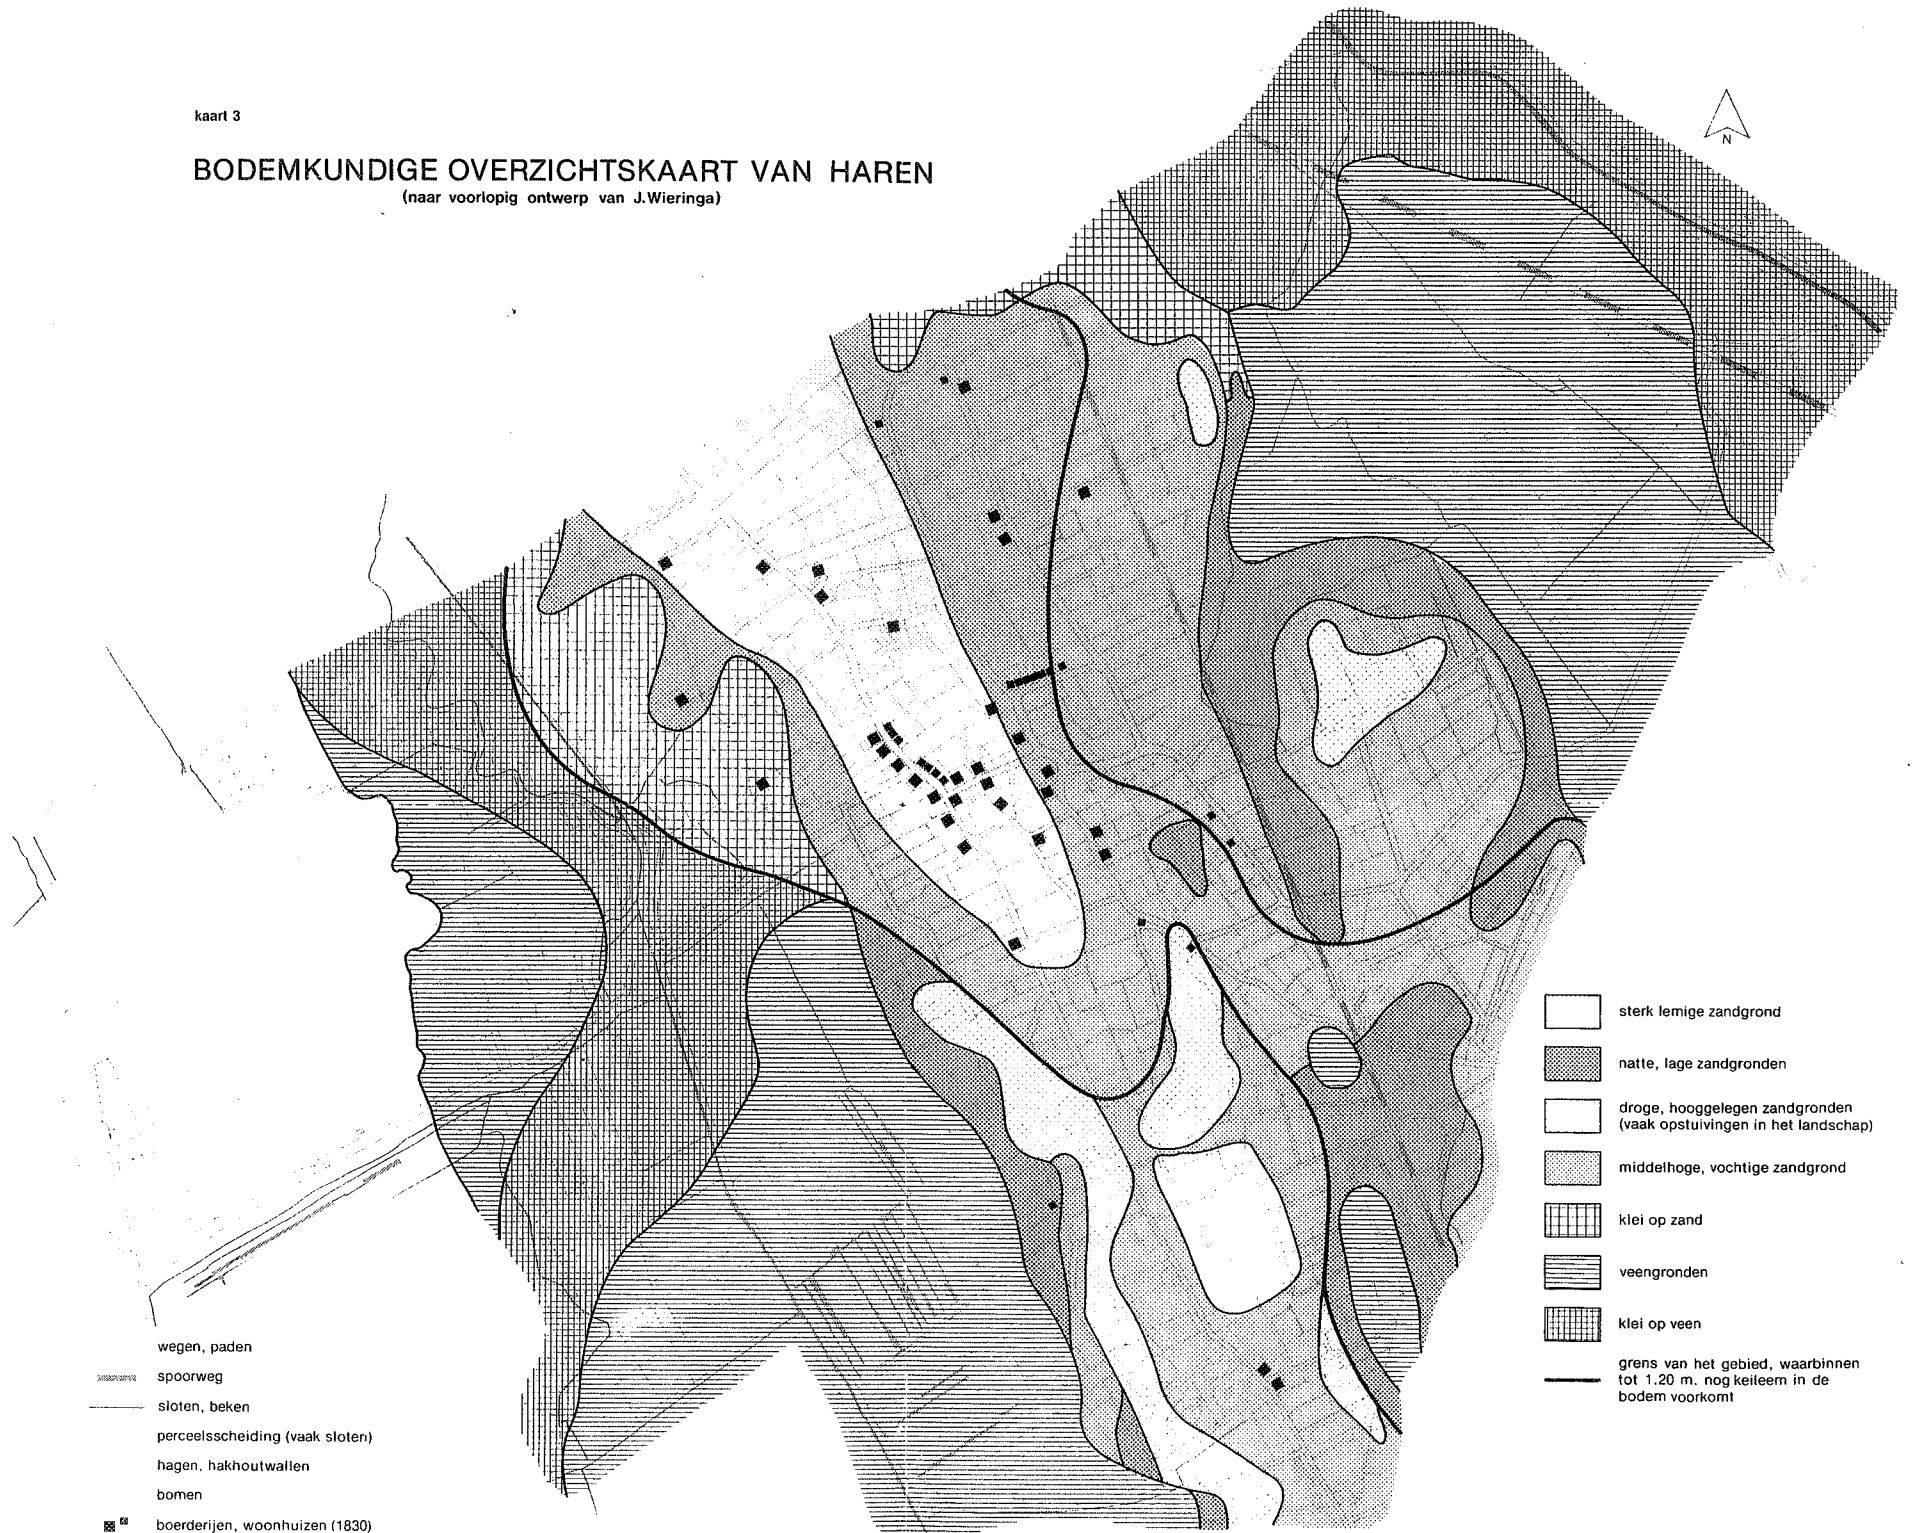 kaart 3
BODEMKUNDIGE OVERZICHTSKAART VAN HAREN
(naar voorlopig ontwerp van J.Wieringa)
N
sterk lemige zandgrond
natte, lage zandgronden
droge, hooggelegen zandgronden
(vaak opstuivingen in het landschap)
middelhoge, vochtige zandgrond
klei op zand
veengronden
klei op veen
grens van het gebied, waarbinnen
tot 1.20 m. nog keileem in de
bodem voorkomt
wegen, paden
spoorweg
sloten, beken
perceelsscheiding (vaak sloten)
hagen, hakhoutwallen
bomen
boerderijen, woonhuizen (1830)